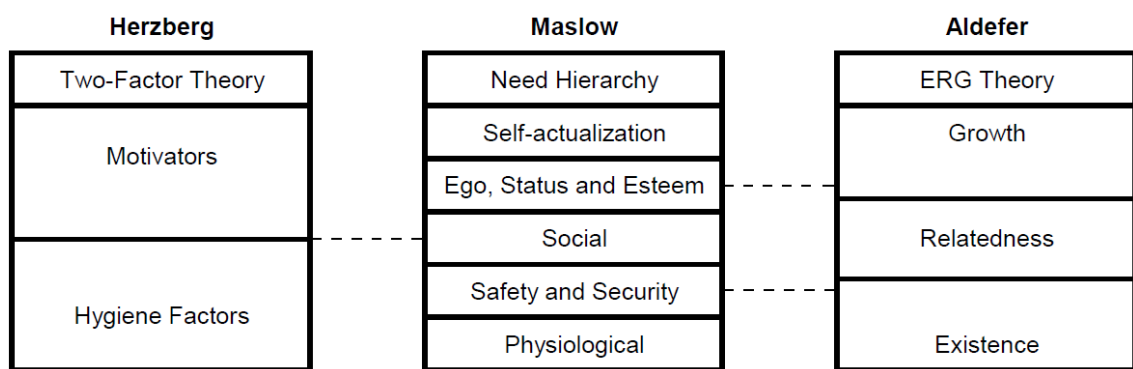 Herzberg
Maslow
Aldefer
Two-Factor Theory
Need Hierarchy
ERG Theory
Motivators
Self-actualization
Growth
Ego, Status and Esteem
Social
Relatedness
Hygiene Factors
Safety and Security
Physiological
Existence